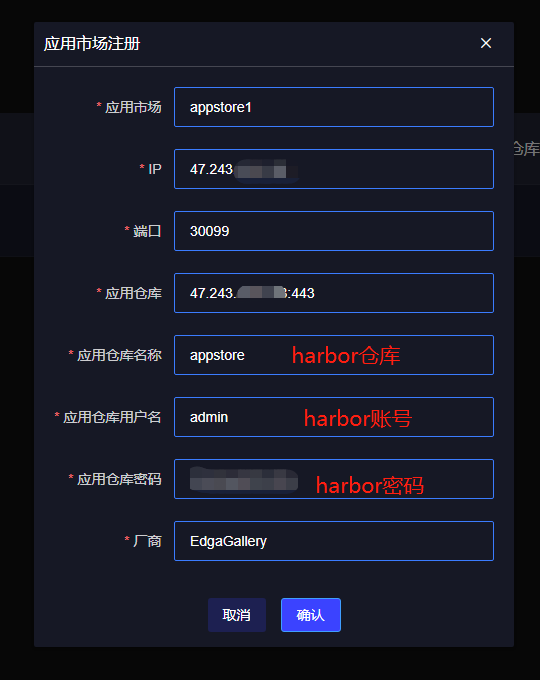 应用市场注册
* 应用市场 appstore1
* IP 47.243
* 端口 30099
* 应用仓库 47.243. :443
* 应用仓库名称 appstore harbor仓库
* 应用仓库用户名 admin harbor账号
* 应用仓库密码 harbor密码
* 厂商 EdgaGallery
取消 确认
仓库